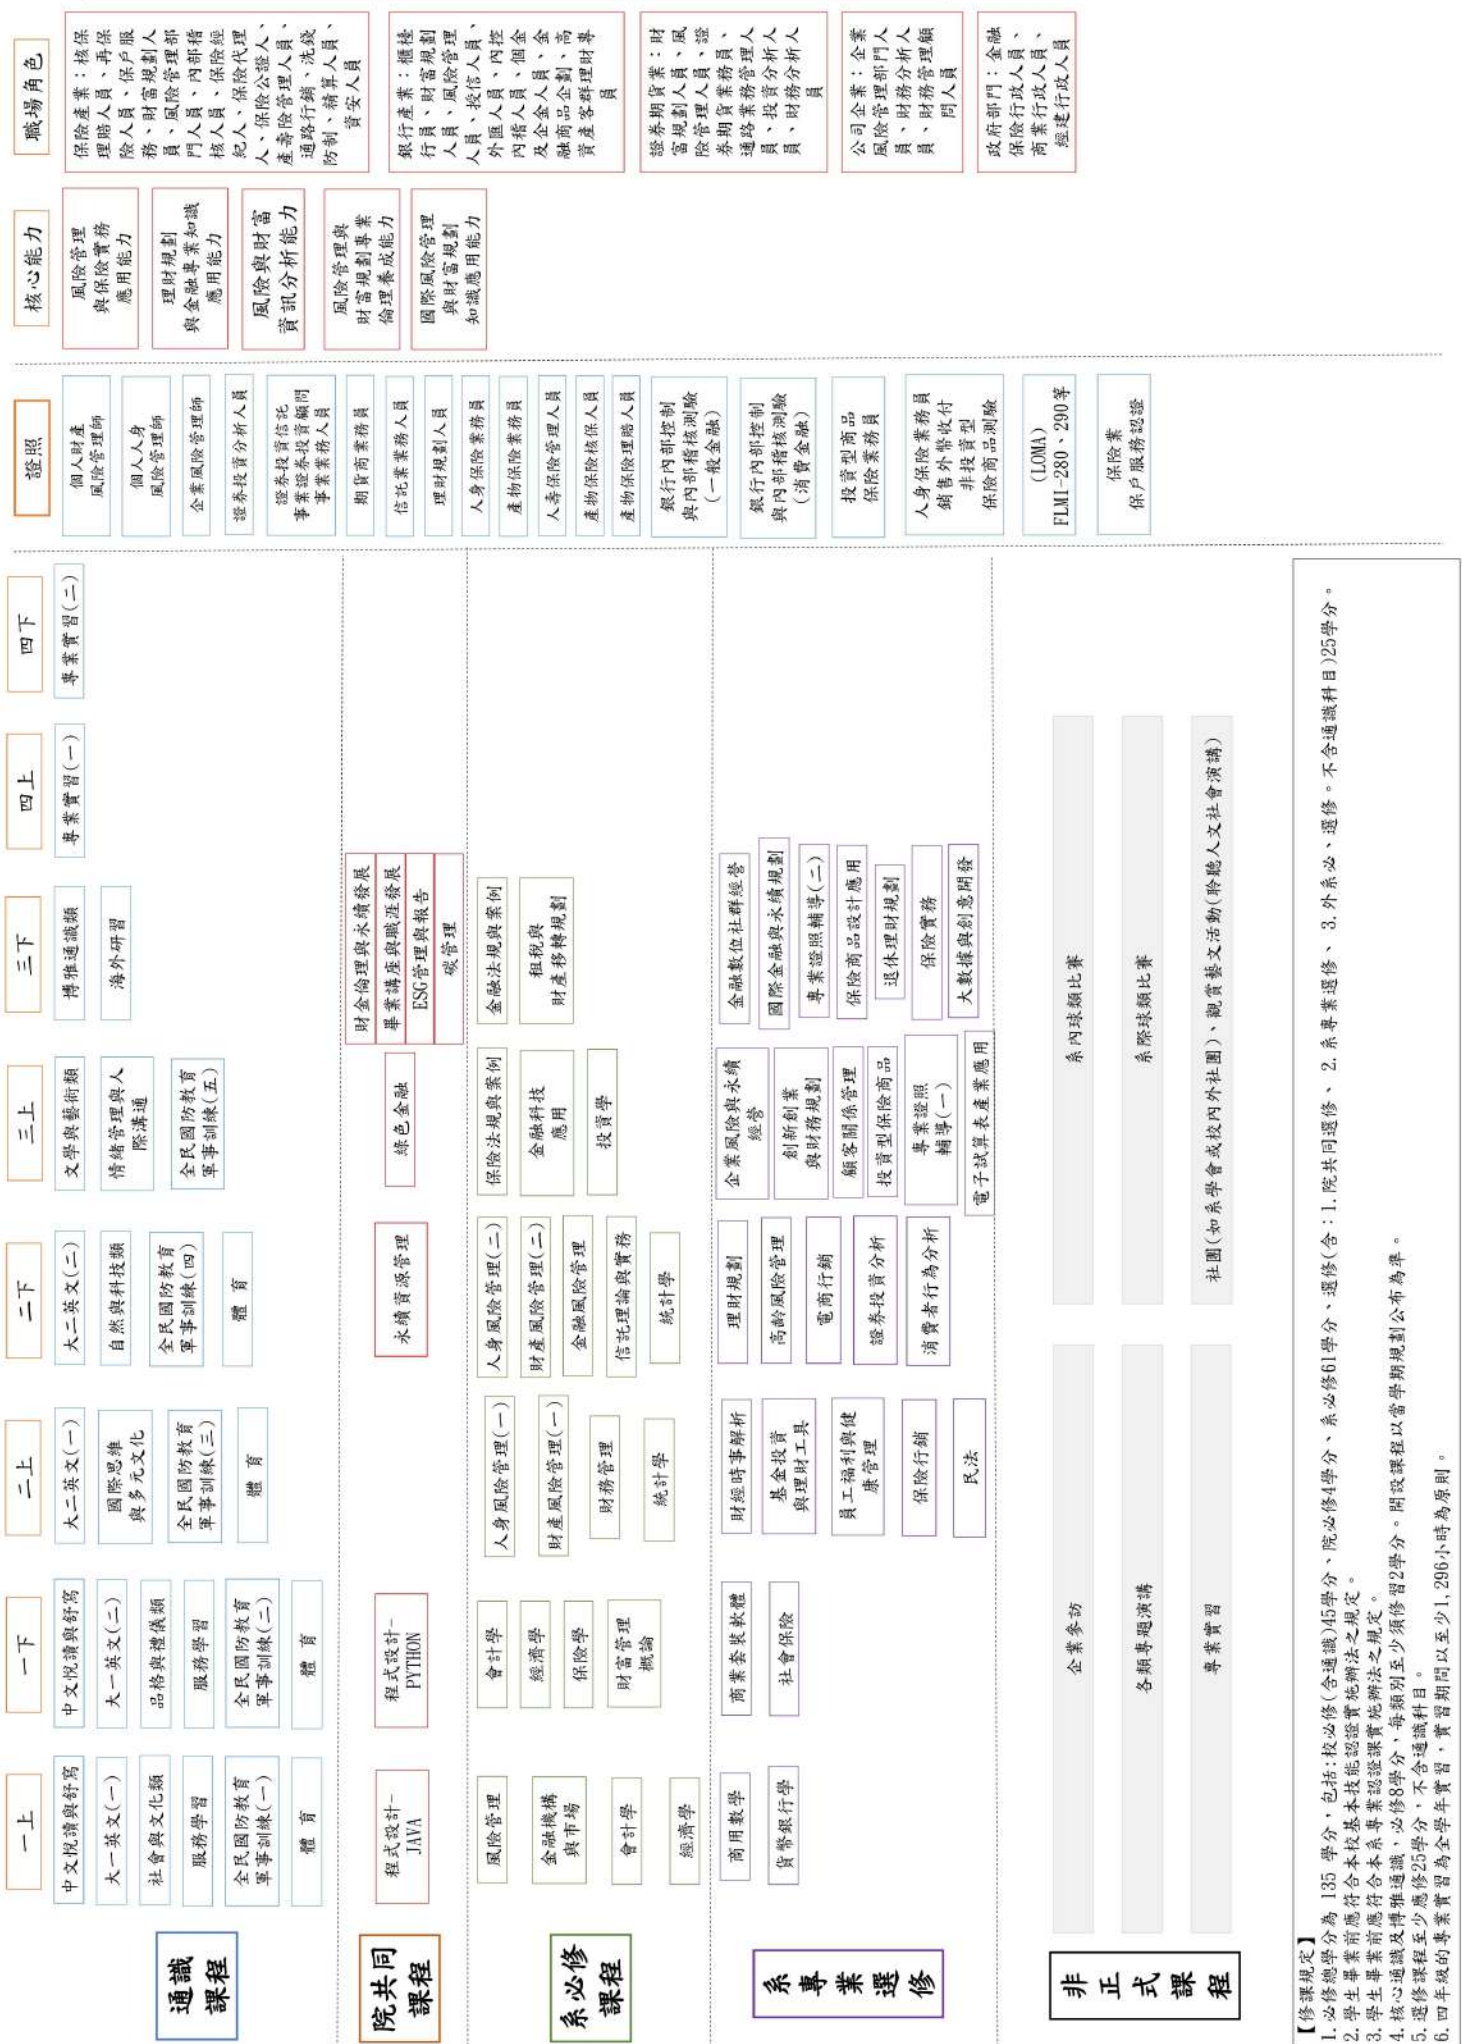 一上
一下
二上
二下
三上
三下
四上
四下
證照
核心能力
職場角色
通識
課程
中文悅讀與舒寫
大一英文(一)
社會與文化類
服務學習
全民國防教育
軍事訓練(一)
體 育
中文悅讀與舒寫
大一英文(二)
品格與禮儀類
服務學習
全民國防教育
軍事訓練(二)
體 育
大二英文(一)
國際思維
與多元文化
全民國防教育
軍事訓練(三)
體 育
大二英文(二)
自然與科技類
全民國防教育
軍事訓練(四)
體 育
文學與藝術類
情緒管理與人
際溝通
全民國防教育
軍事訓練(五)
博雅通識類
海外研習
專業實習(一)
專業實習(二)
院共同
課程
程式設計-
JAVA
程式設計-
PYTHON
永續資源管理
綠色金融
財金倫理與永續發展
畢業講座與職涯發展
ESG管理與報告
碳管理
系必修
課程
風險管理
金融機構
與市場
會計學
經濟學
會計學
經濟學
保險學
財富管理
概論
人身風險管理(一)
財產風險管理(一)
財務管理
統計學
人身風險管理(二)
財產風險管理(二)
金融風險管理
信託理論與實務
統計學
保險法規與案例
金融科技
應用
投資學
金融法規與案例
租稅與
財產移轉規劃
系
專
業
選
修
商用數學
貨幣銀行學
商業套裝軟體
社會保險
財經時事解析
基金投資
與理財工具
員工福利與健
康管理
保險行銷
民法
理財規劃
高齡風險管理
電商行銷
證券投資分析
消費者行為分析
企業風險與永續
經營
創新創業
與財務規劃
顧客關係管理
投資型保險商品
專業證照
輔導(一)
電子試算表產業應用
金融數位社群經營
國際金融與永續規劃
專業證照輔導(二)
保險商品設計應用
退休理財規劃
保險實務
大數據與創意開發
非
正
式
課
程
企業參訪
各類專題演講
專業實習
系內球類比賽
系際球類比賽
社團(如系學會或校內外社團)、觀賞藝文活動(聆聽人文社會演講)
個人財產
風險管理師
個人人身
風險管理師
企業風險管理師
證券投資分析人員
證券投資信託
事業證券投資顧問
事業業務人員
期貨商業務員
信託業業務人員
理財規劃人員
人身保險業務員
產物保險業務員
人壽保險管理人員
產物保險核保人員
產物保險理賠人員
銀行內部控制
與內部稽核測驗
(一般金融)
銀行內部控制
與內部稽核測驗
(消費金融)
投資型商品
保險業務員
人身保險業務員
銷售外幣收付
非投資型
保險商品測驗
(LOMA)
FLMI-280、290等
保險業
保戶服務認證
風險管理
與保險實務
應用能力
理財規劃
與金融專業知識
應用能力
風險與財富
資訊分析能力
風險管理與
財富規劃專業
倫理養成能力
國際風險管理
與財富規劃
知識應用能力
保險產業：核保
理賠人員、再保
險人員、保戶服
務、財富規劃人
員、風險管理部
門人員、內部稽
核人員、保險經
紀人、保險代理
人、保險公證人、
產壽險管理人員、
通路行銷、洗錢
防制、精算人員、
資安人員
銀行產業：櫃檯
行員、財富規劃
人員、風險管理
人員、授信人員、
外匯人員、內控
內稽人員、個金
及企金人員、金
融商品企劃、高
資產客群理財專
員
證券期貨業：財
富規劃人員、風
險管理人員、證
券期貨業務員、
通路業務管理人
員、投資分析人
員、財務分析人
員
公司企業：企業
風險管理部門人
員、財務分析人
員、財務管理顧
問人員
政府部門：金融
保險行政人員、
商業行政人員、
經建行政人員
【修課規定】
1. 必修總學分為 135 學分，包括:校必修(含通識)45學分、院必修4學分、系必修61學分、選修(含：1.院共同選修、 2.系專業選修、 3.外系必、選修。不含通識科目)25學分。
2. 學生畢業前應符合本校基本技能認證實施辦法之規定。
3. 學生畢業前應符合本系專業認證課實施辦法之規定。
4. 核心通識及博雅通識，必修8學分，每類別至少須修習2學分。開設課程以當學期規劃公布為準。
5. 選修課程至少應修25學分，不含通識科目。
6. 四年級的專業實習為全學年實習，實習期間以至少1,296小時為原則。